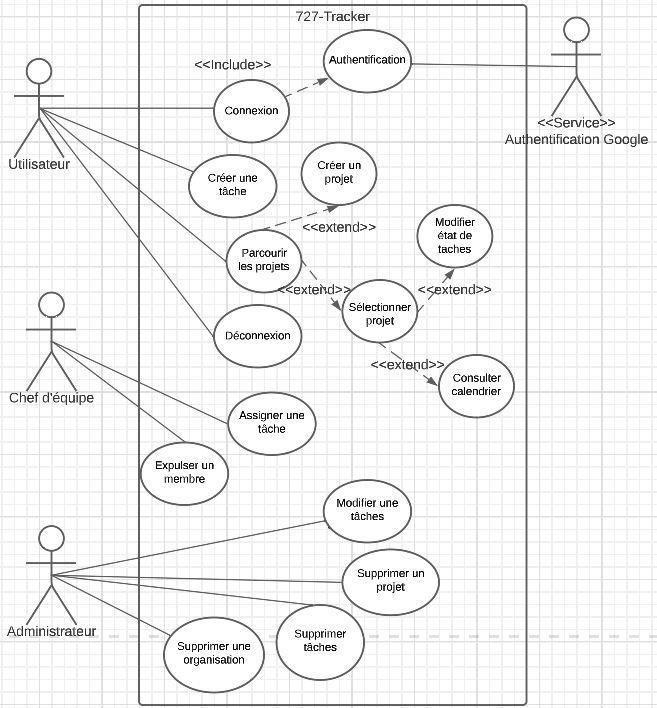 727-Tracker
<<Include>>
Authentification
Connexion
<<Service>>
Authentification Google
Utilisateur
Créer une
tâche
Créer un
projet
<<extend>>
Modifier
état de
taches
Parcourir
les projets
<<extend>>
<<extend>>
Sélectionner
projet
Déconnexion
<<extend>>
Consulter
calendrier
Chef d'équipe
Assigner une
tâche
Expulser un
membre
Modifier une
tâches
Supprimer un
projet
Administrateur
Supprimer une
organisation
Supprimer
tâches